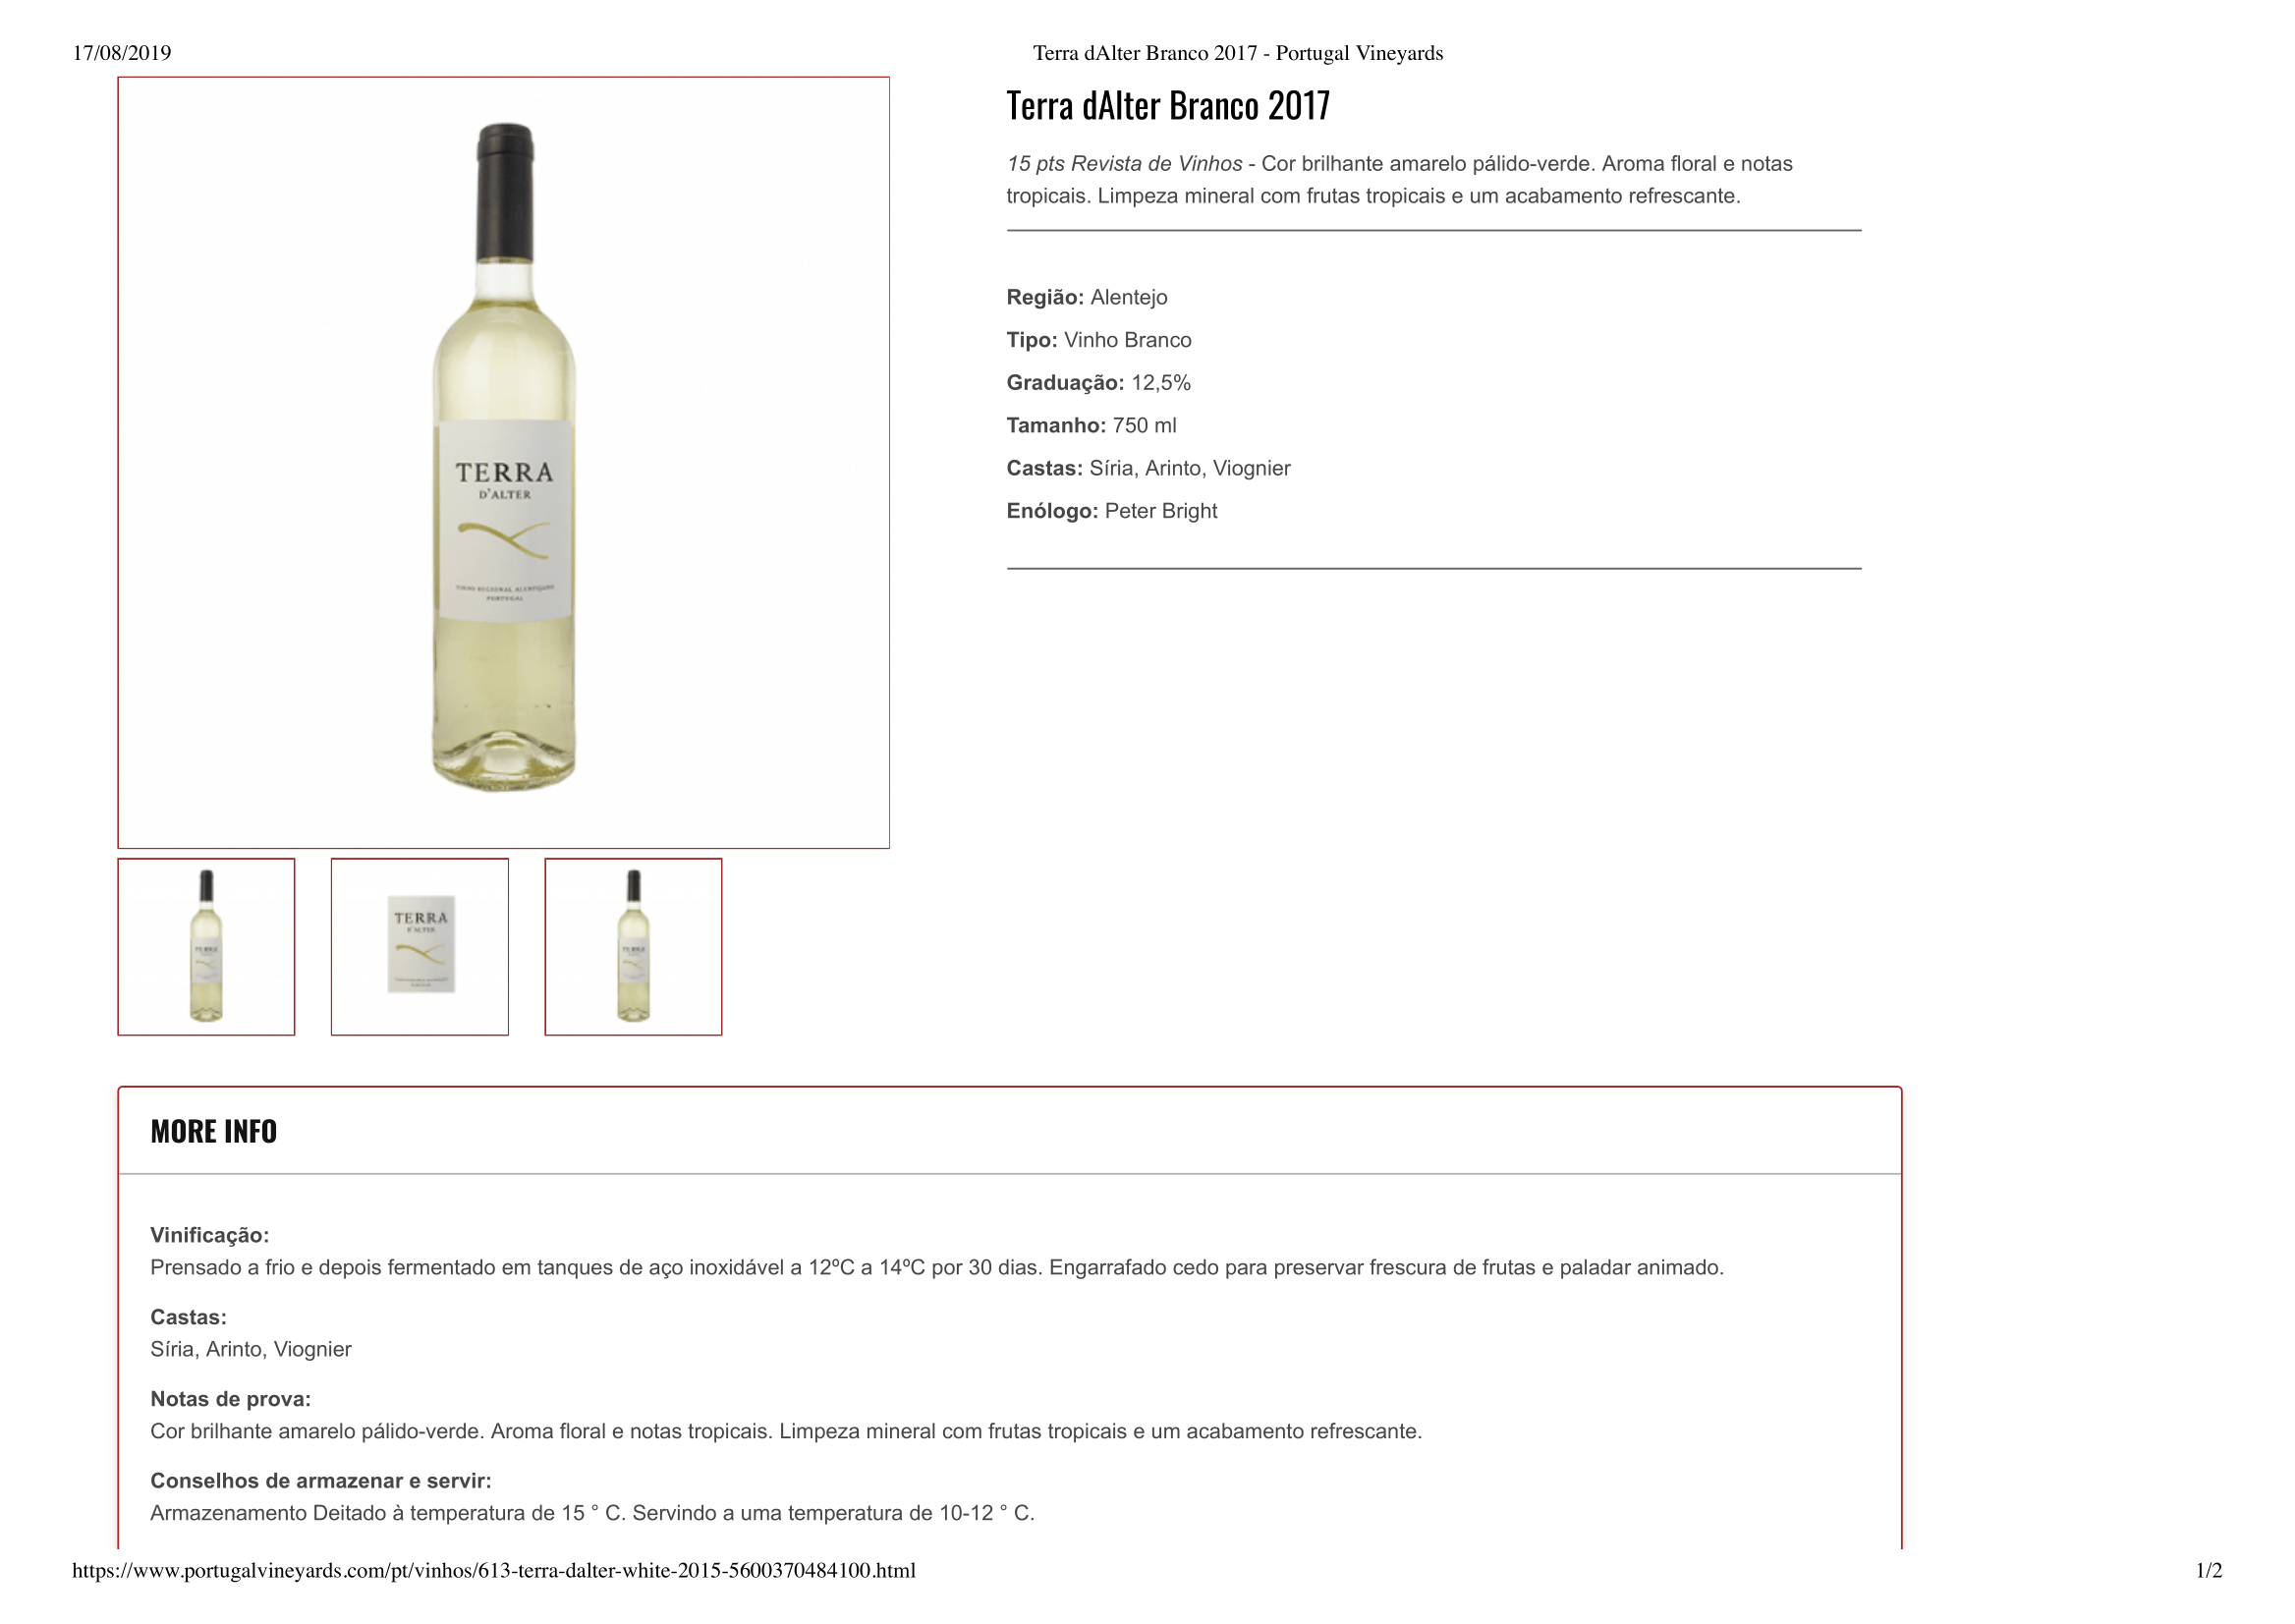 17/08/2019
Terra dAlter Branco 2017 - Portugal Vineyards
TERRA
D'ALTER
VINHO REGIONAL ALENTEJANO
PORTUGAL
TERRA
D'ALTER
Terra dAlter Branco 2017
15 pts Revista de Vinhos - Cor brilhante amarelo pálido-verde. Aroma floral e notas
tropicais. Limpeza mineral com frutas tropicais e um acabamento refrescante.
Região: Alentejo
Tipo: Vinho Branco
Graduação: 12,5%
Tamanho: 750 ml
Castas: Síria, Arinto, Viognier
Enólogo: Peter Bright
MORE INFO
Vinificação:
Prensado a frio e depois fermentado em tanques de aço inoxidável a 12ºC a 14ºC por 30 dias. Engarrafado cedo para preservar frescura de frutas e paladar animado.
Castas:
Síria, Arinto, Viognier
Notas de prova:
Cor brilhante amarelo pálido-verde. Aroma floral e notas tropicais. Limpeza mineral com frutas tropicais e um acabamento refrescante.
Conselhos de armazenar e servir:
Armazenamento Deitado à temperatura de 15 ° C. Servindo a uma temperatura de 10-12 ° C.
https://www.portugalvineyards.com/pt/vinhos/613-terra-dalter-white-2015-5600370484100.html
1/2